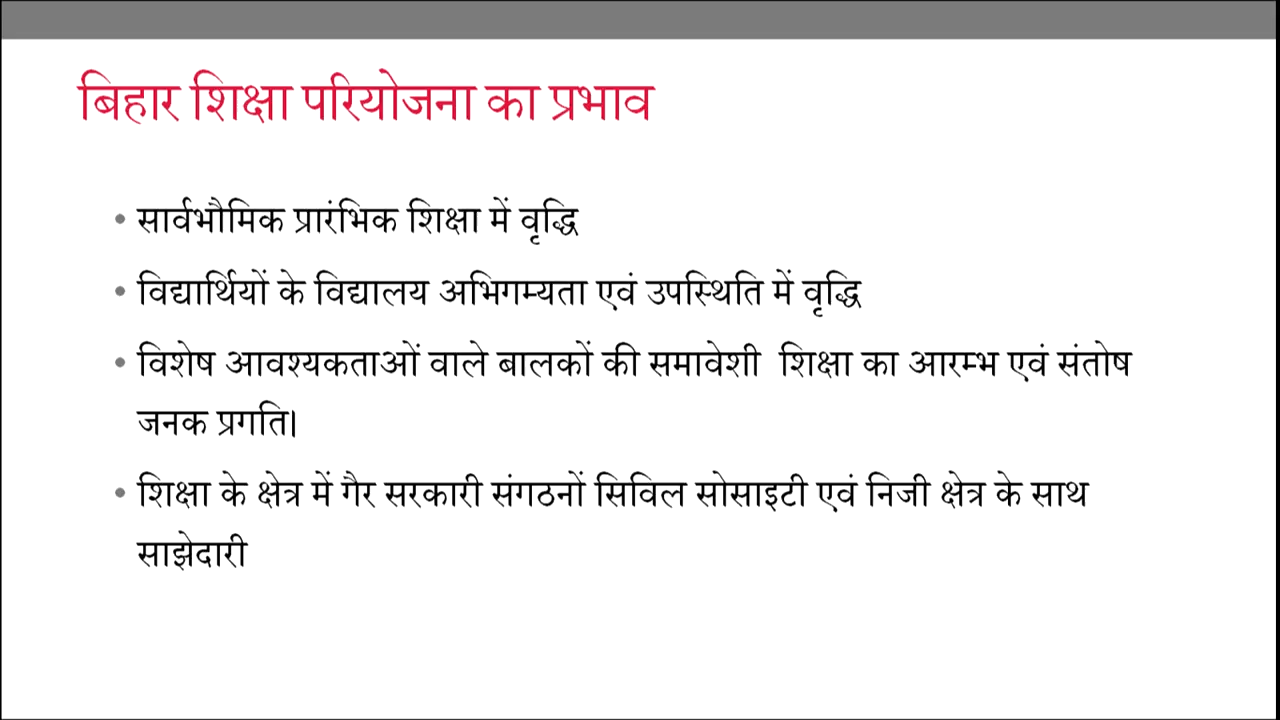 बिहार शिक्षा परियोजना का प्रभाव
• सार्वभौमिक प्रारंभिक शिक्षा में वृद्धि
• विद्यार्थियों के विद्यालय अभिगम्यता एवं उपस्थिति में वृद्धि
• विशेष आवश्यकताओं वाले बालकों की समावेशी शिक्षा का आरम्भ एवं संतोष
जनक प्रगति।
• शिक्षा के क्षेत्र में गैर सरकारी संगठनों सिविल सोसाइटी एवं निजी क्षेत्र के साथ
साझेदारी